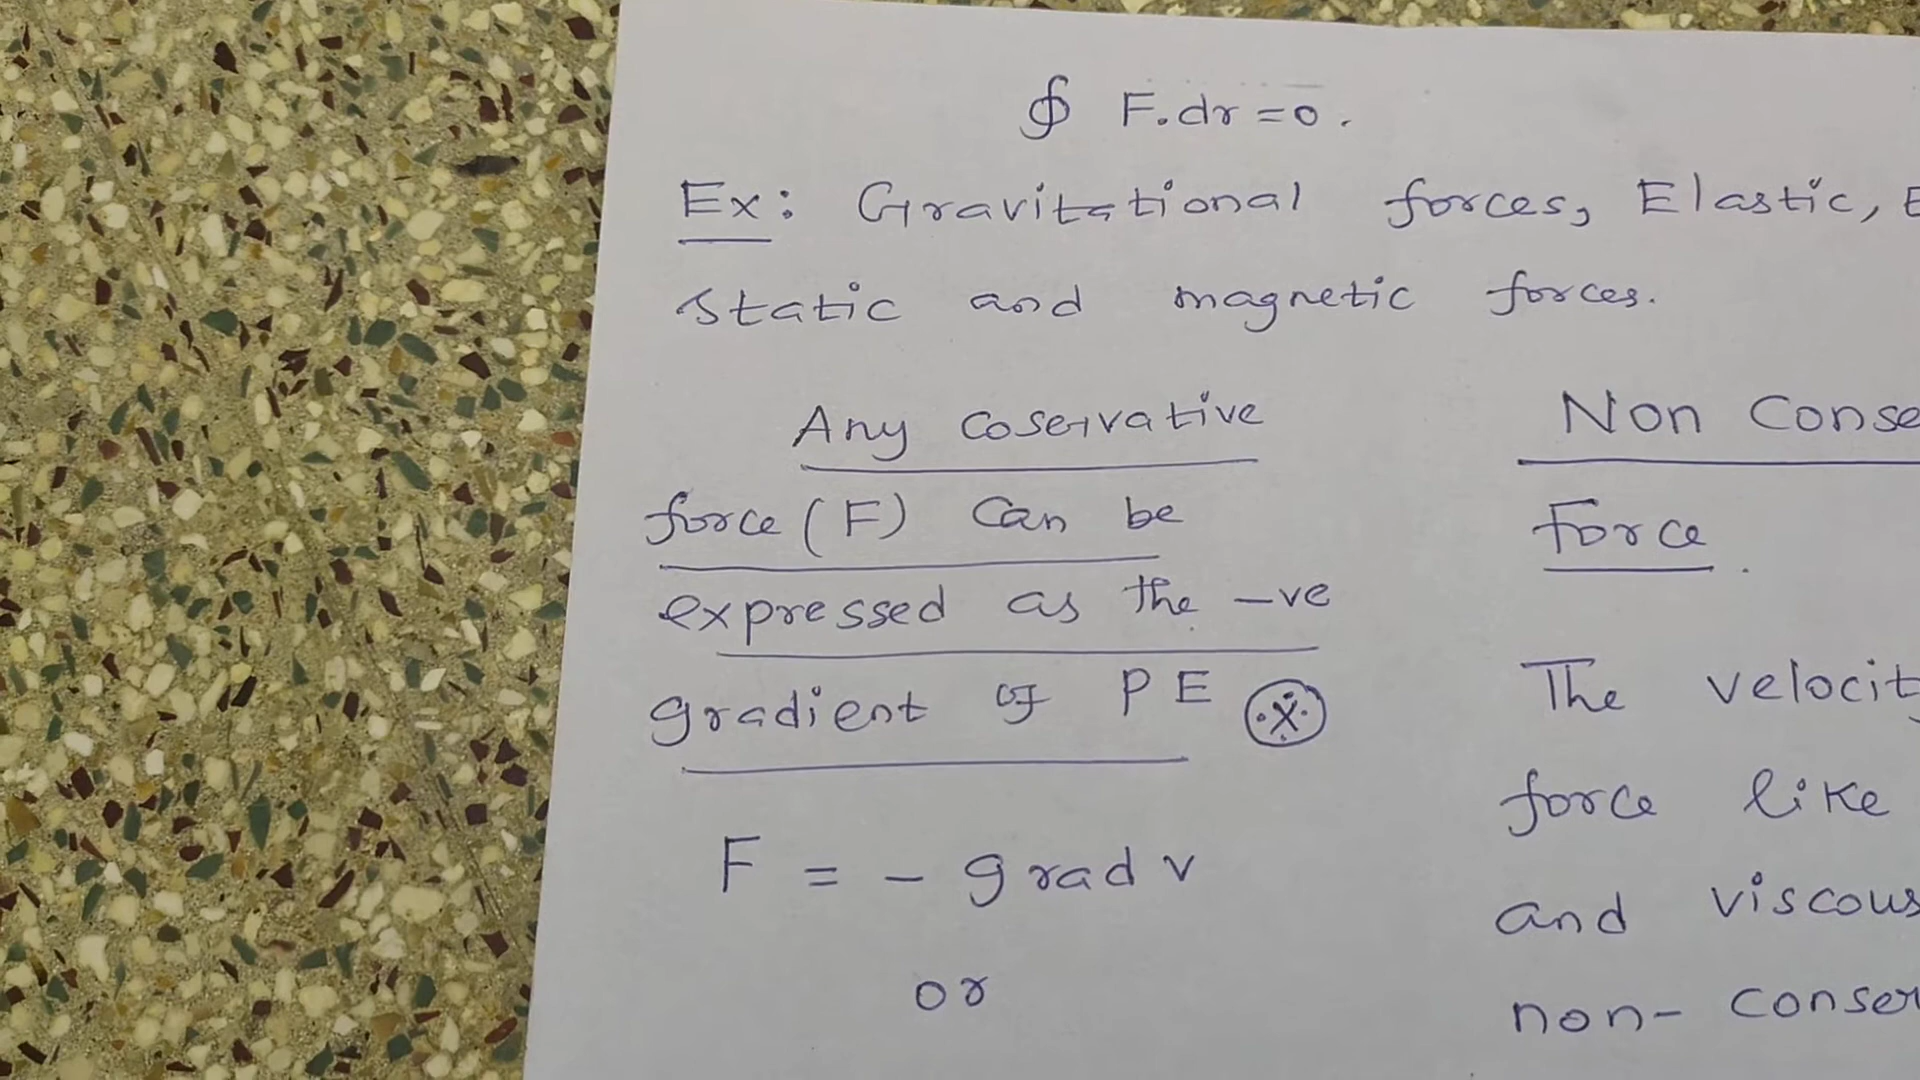 ∮ F.dr = 0.
Ex: Gravitational forces, Elastic, E
static and magnetic forces.
Any Coservative
force (F) Can be
expressed as the -ve
gradient of PE
F = - grad v
or
Non Conse
Force.
The velocity
force like
and viscous
non- conser